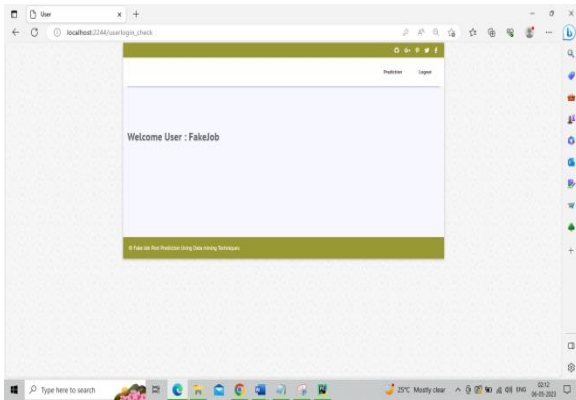 User
localhost:2244/userlogin_check
Prediction Logout
Welcome User : FakeJob
© Fake Job Post Prediction Using Data mining Techniques
Type here to search
25°C Mostly clear
ENG
02:12
06-05-2023